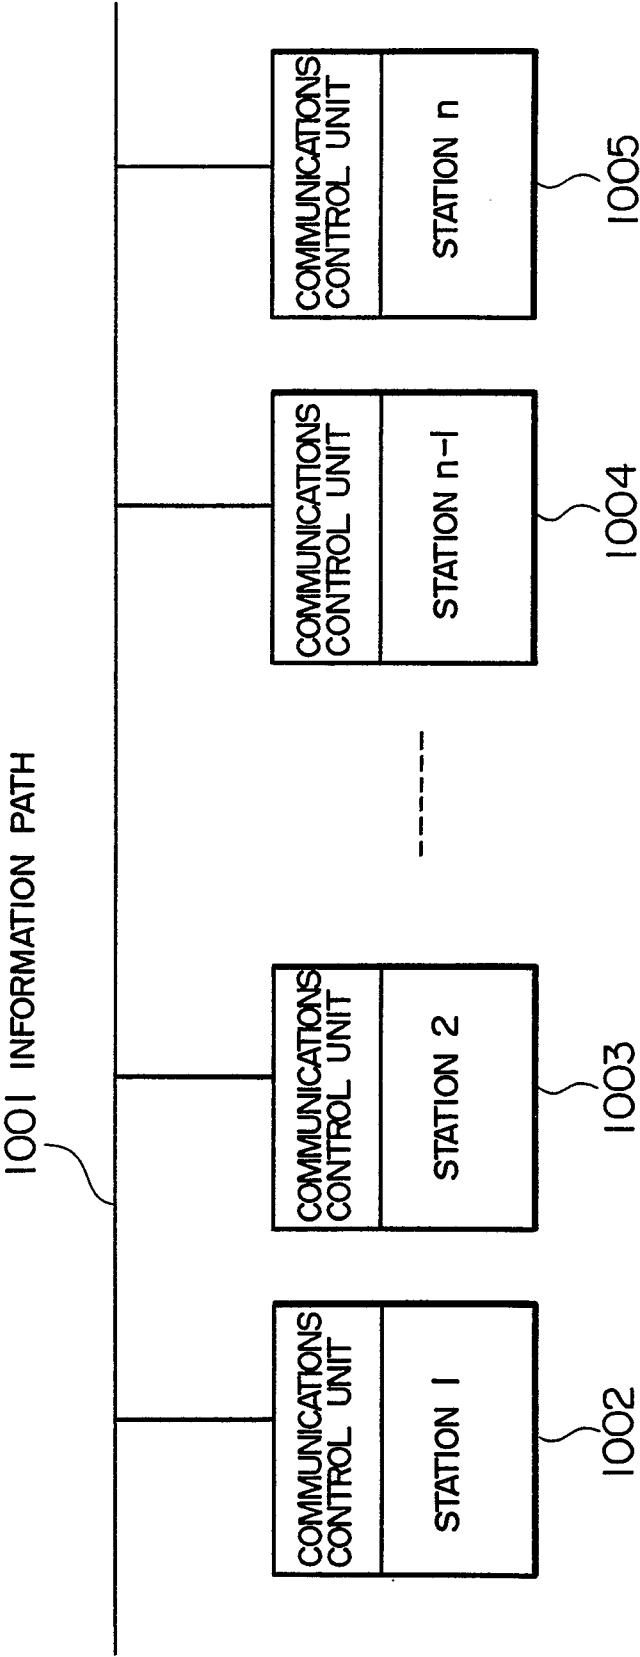 1001 INFORMATION PATH
COMMUNICATIONS
CONTROL UNIT
STATION 1
1002
COMMUNICATIONS
CONTROL UNIT
STATION 2
1003
COMMUNICATIONS
CONTROL UNIT
STATION n-1
1004
COMMUNICATIONS
CONTROL UNIT
STATION n
1005